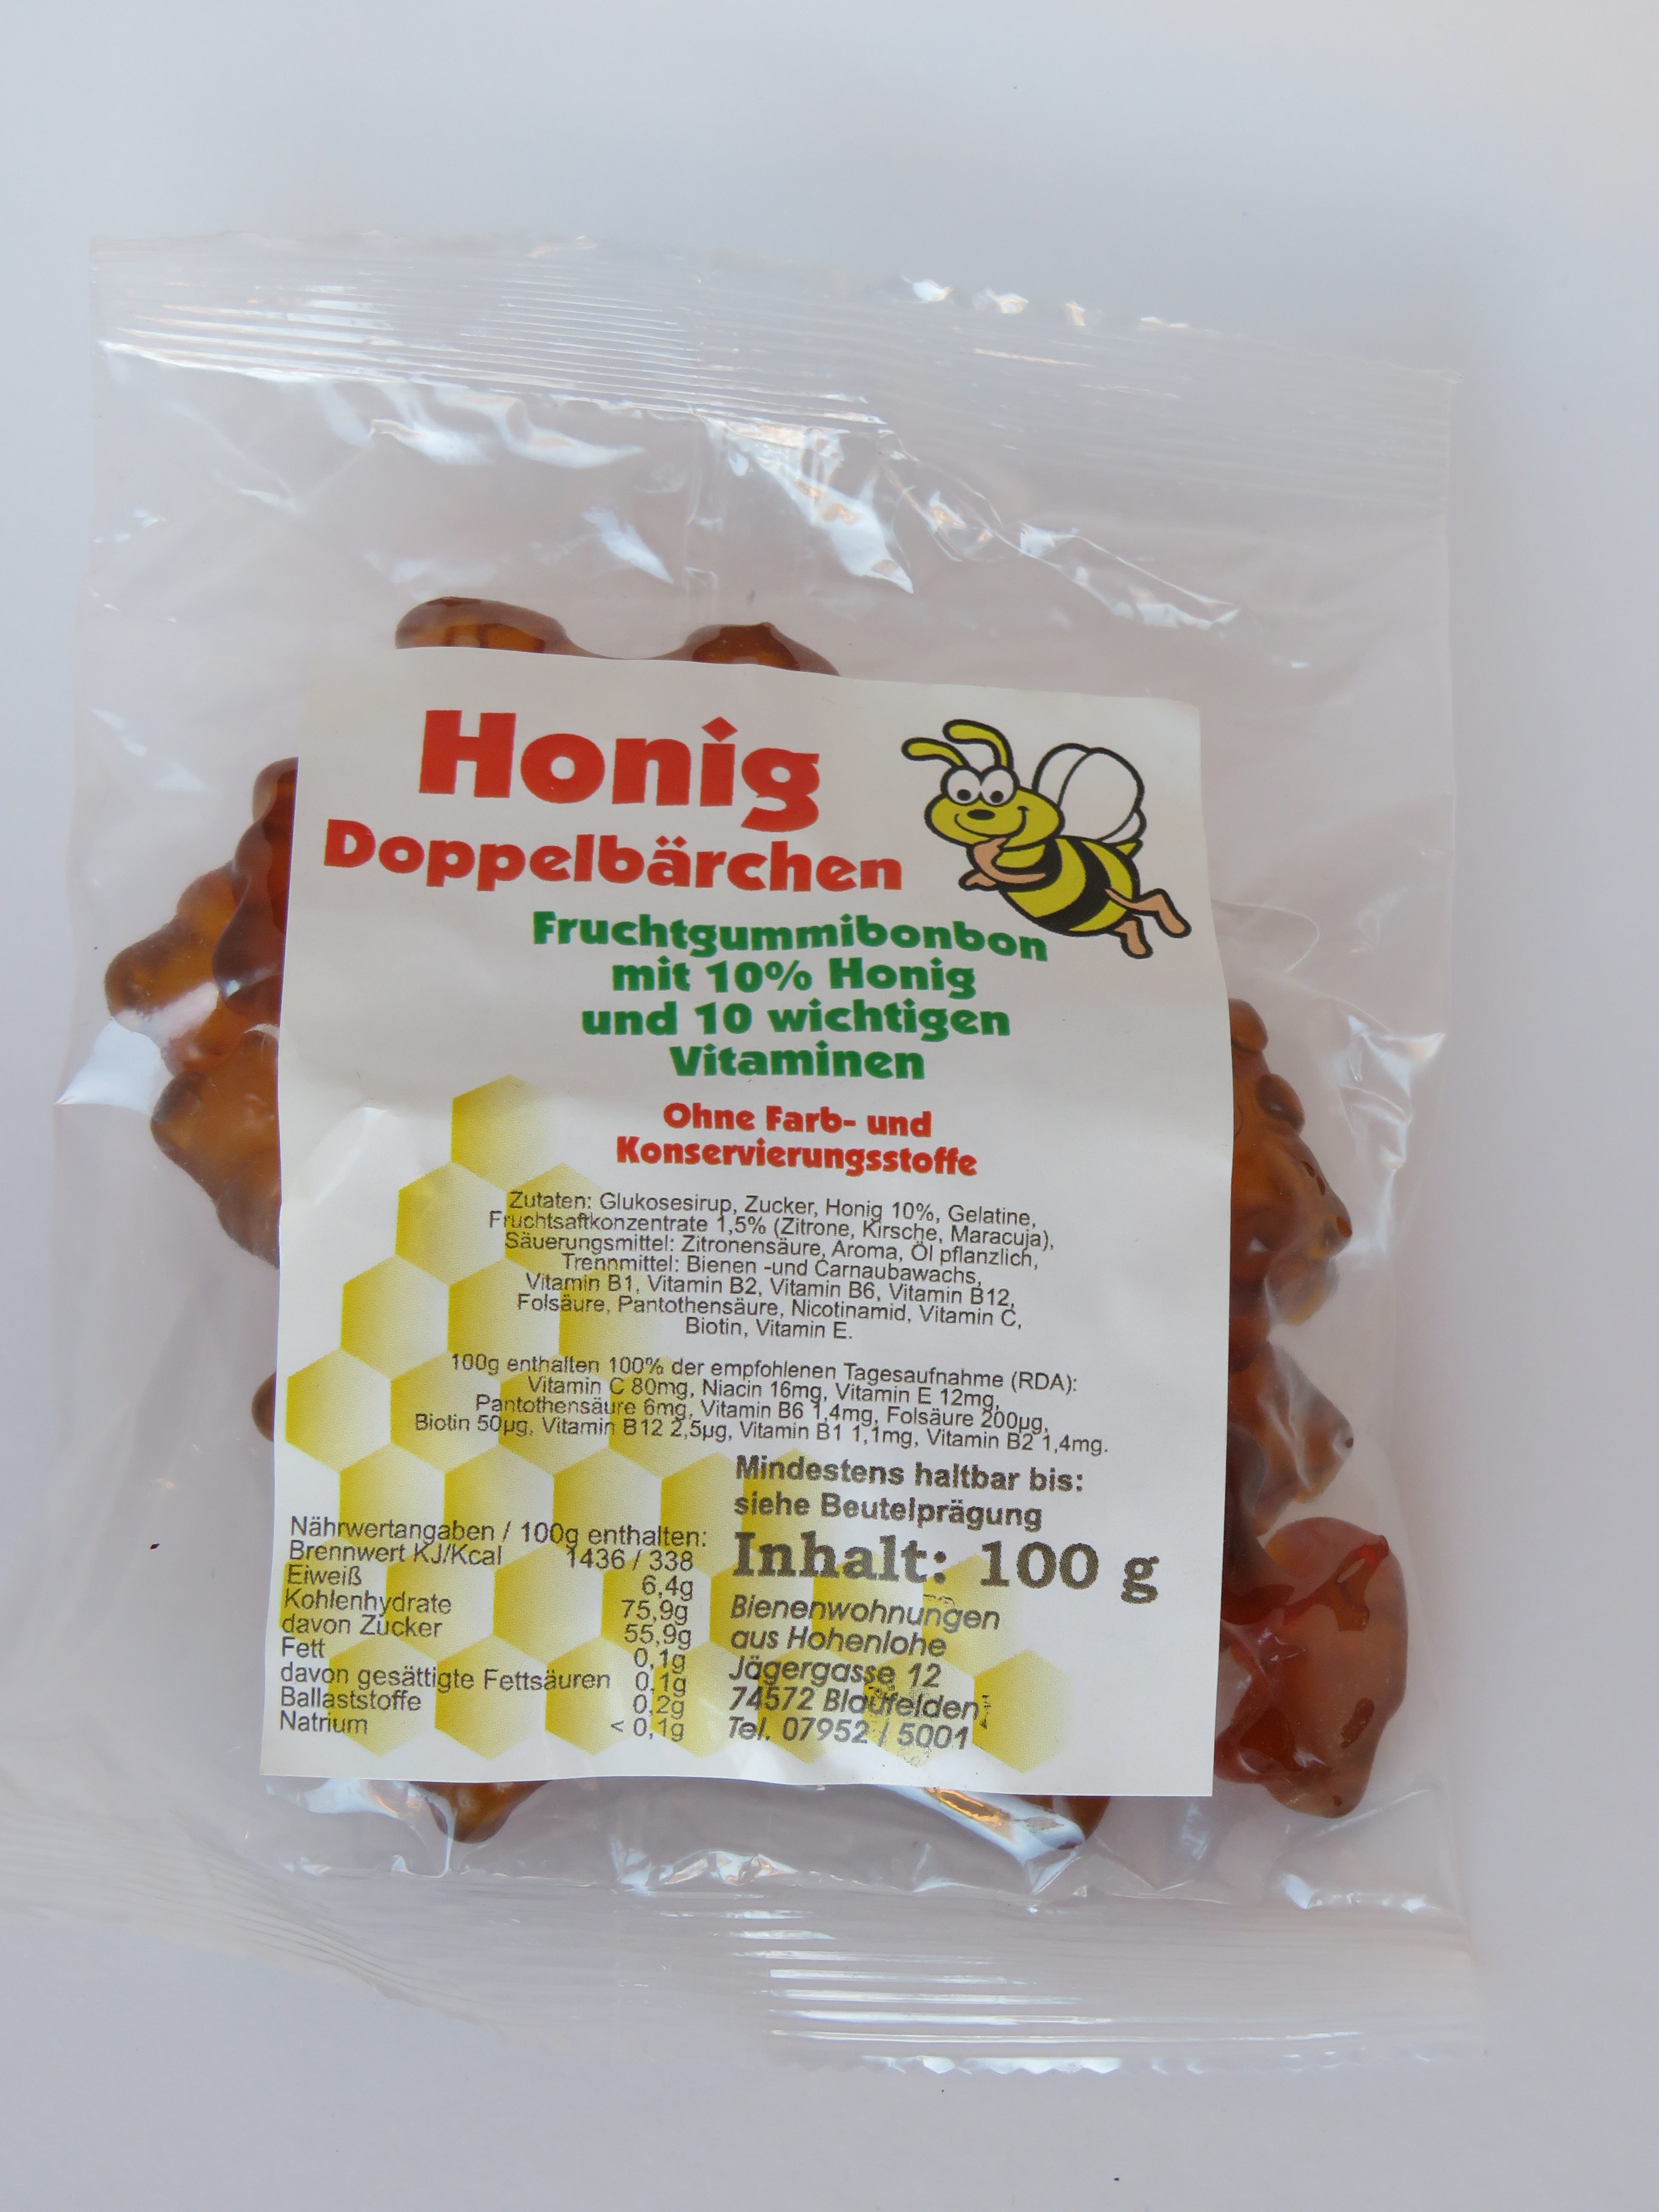 Honig
Doppelbärchen
Fruchtgummibonbon
mit 10% Honig
und 10 wichtigen
Vitaminen
Ohne Farb- und
Konservierungsstoffe
Zutaten: Glukosesirup, Zucker, Honig 10%, Gelatine,
Fruchtsaftkonzentrate 1,5% (Zitrone, Kirsche, Maracuja),
Säuerungsmittel: Zitronensäure, Aroma, Öl pflanzlich,
Trennmittel: Bienen -und Carnaubawachs,
Vitamin B1, Vitamin B2, Vitamin B6, Vitamin B12,
Folsäure, Pantothensäure, Nicotinamid, Vitamin C,
Biotin, Vitamin E.
100g enthalten 100% der empfohlenen Tagesaufnahme (RDA):
Vitamin C 80mg, Niacin 16mg, Vitamin E 12mg,
Pantothensäure 6mg, Vitamin B6 1,4mg, Folsäure 200µg,
Biotin 50µg, Vitamin B12 2,5µg, Vitamin B1 1,1mg, Vitamin B2 1,4mg.
Nährwertangaben / 100g enthalten:
Brennwert KJ/Kcal 1436 / 338
Eiweiß 6,4g
Kohlenhydrate 75,9g
davon Zucker 55,9g
Fett 0,1g
davon gesättigte Fettsäuren 0,1g
Ballaststoffe 0,2g
Natrium < 0,1g
Mindestens haltbar bis:
siehe Beutelprägung
Inhalt: 100 g
Bienenwohnungen
aus Hohenlohe
Jägergasse 12
74572 Blaufelden
Tel. 07952 / 5001